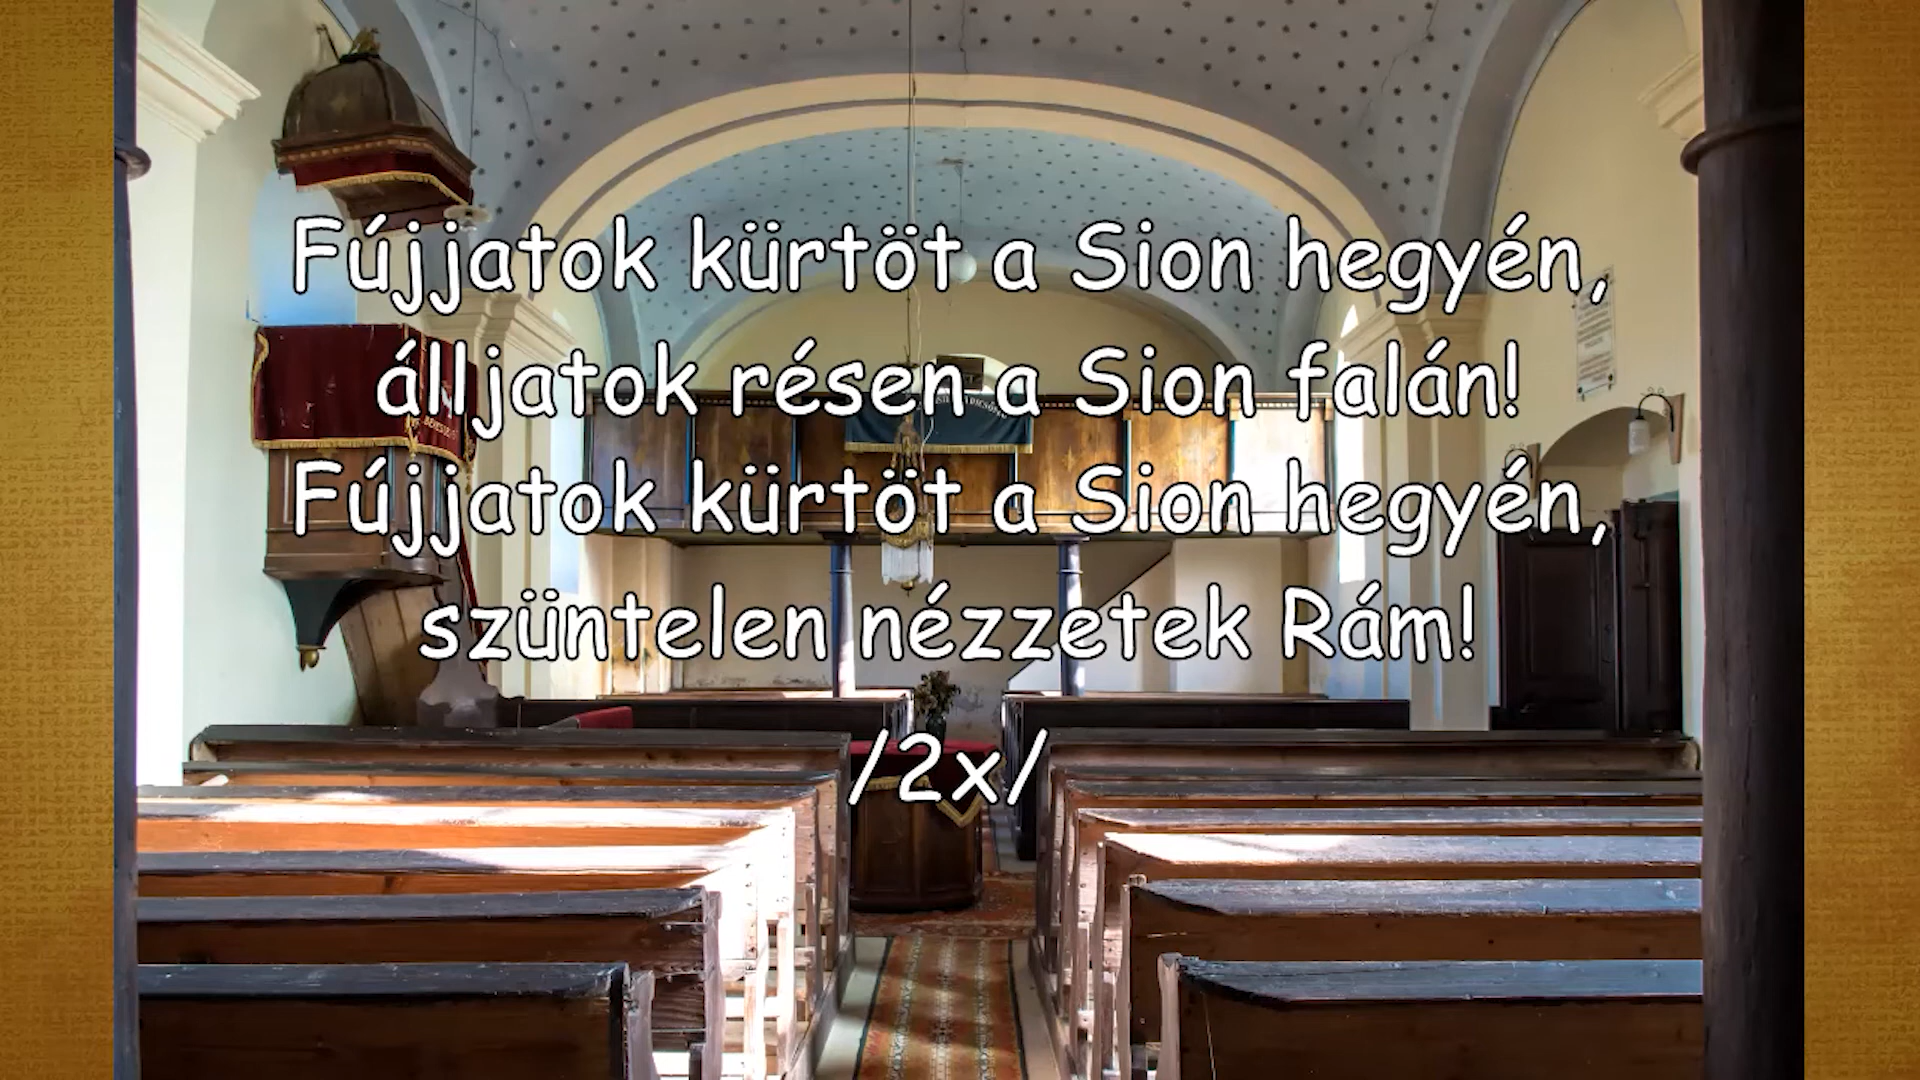 Fújjatok kürtöt a Sion hegyén,
álljatok résen a Sion falán!
Fújjatok kürtöt a Sion hegyén,
szüntelen nézzetek Rám!
/2x/